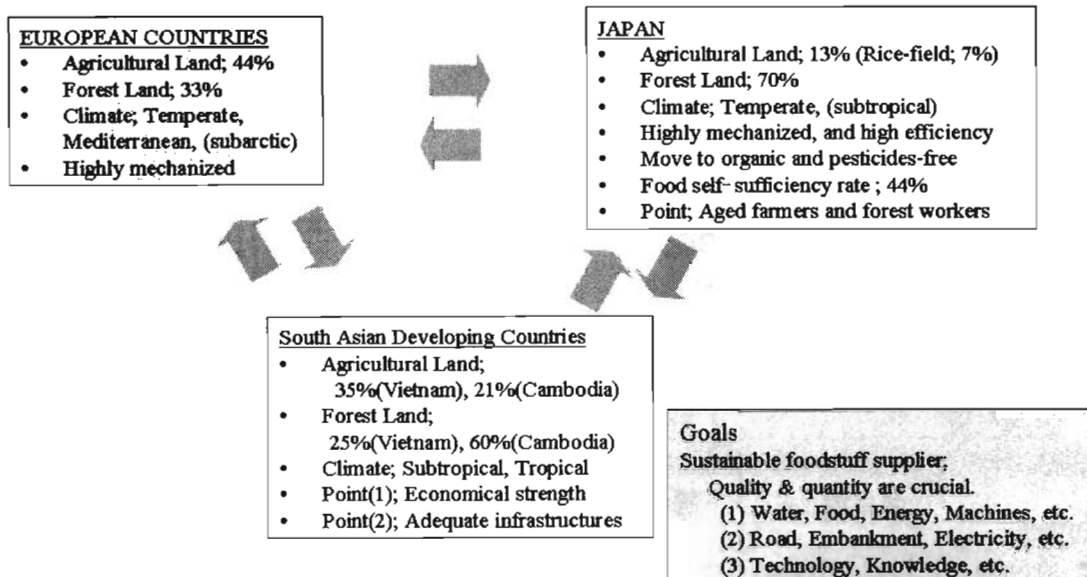 EUROPEAN COUNTRIES
• Agricultural Land; 44%
• Forest Land; 33%
• Climate; Temperate,
Mediterranean, (subarctic)
• Highly mechanized
JAPAN
• Agricultural Land; 13% (Rice-field; 7%)
• Forest Land; 70%
• Climate; Temperate, (subtropical)
• Highly mechanized, and high efficiency
• Move to organic and pesticides-free
• Food self-sufficiency rate ; 44%
• Point; Aged farmers and forest workers
South Asian Developing Countries
• Agricultural Land;
35%(Vietnam), 21%(Cambodia)
• Forest Land;
25%(Vietnam), 60%(Cambodia)
• Climate; Subtropical, Tropical
• Point(1); Economical strength
• Point(2); Adequate infrastructures
Goals
Sustainable foodstuff supplier;
Quality & quantity are crucial.
(1) Water, Food, Energy, Machines, etc.
(2) Road, Embankment, Electricity, etc.
(3) Technology, Knowledge, etc.